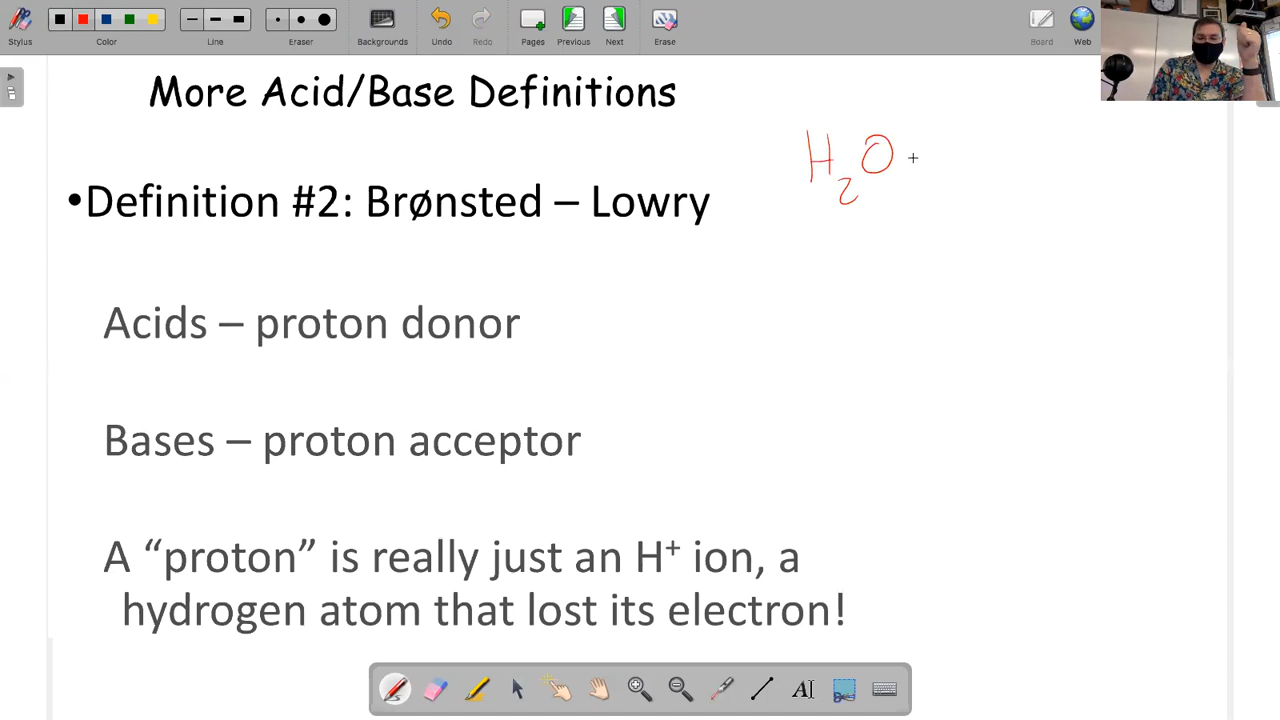 Stylus Color Line Eraser Backgrounds Undo Redo Pages Previous Next Erase Board Web
More Acid/Base Definitions
H2O
•Definition #2: Brønsted – Lowry
Acids – proton donor
Bases – proton acceptor
A “proton” is really just an H⁺ ion, a
hydrogen atom that lost its electron!